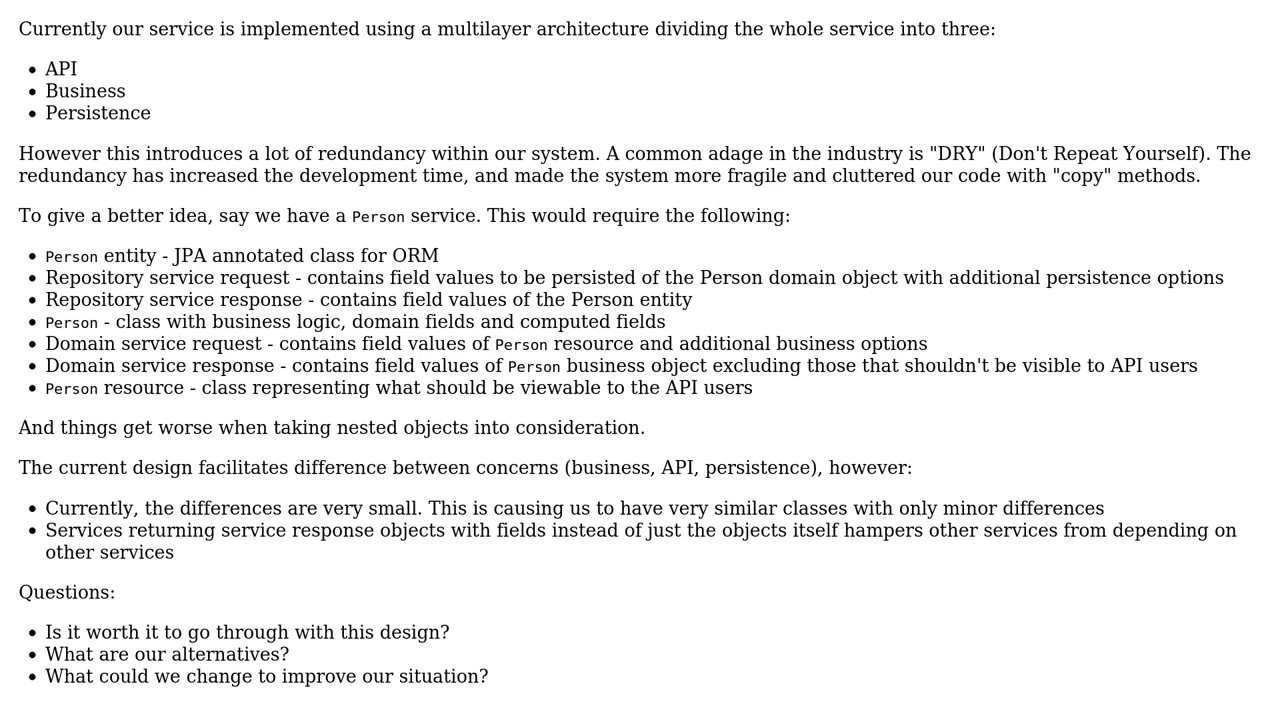 Currently our service is implemented using a multilayer architecture dividing the whole service into three:
• API
• Business
• Persistence
However this introduces a lot of redundancy within our system. A common adage in the industry is "DRY" (Don't Repeat Yourself). The
redundancy has increased the development time, and made the system more fragile and cluttered our code with "copy" methods.
To give a better idea, say we have a Person service. This would require the following:
• Person entity - JPA annotated class for ORM
• Repository service request - contains field values to be persisted of the Person domain object with additional persistence options
• Repository service response - contains field values of the Person entity
• Person - class with business logic, domain fields and computed fields
• Domain service request - contains field values of Person resource and additional business options
• Domain service response - contains field values of Person business object excluding those that shouldn't be visible to API users
• Person resource - class representing what should be viewable to the API users
And things get worse when taking nested objects into consideration.
The current design facilitates difference between concerns (business, API, persistence), however:
• Currently, the differences are very small. This is causing us to have very similar classes with only minor differences
• Services returning service response objects with fields instead of just the objects itself hampers other services from depending on
other services
Questions:
• Is it worth it to go through with this design?
• What are our alternatives?
• What could we change to improve our situation?